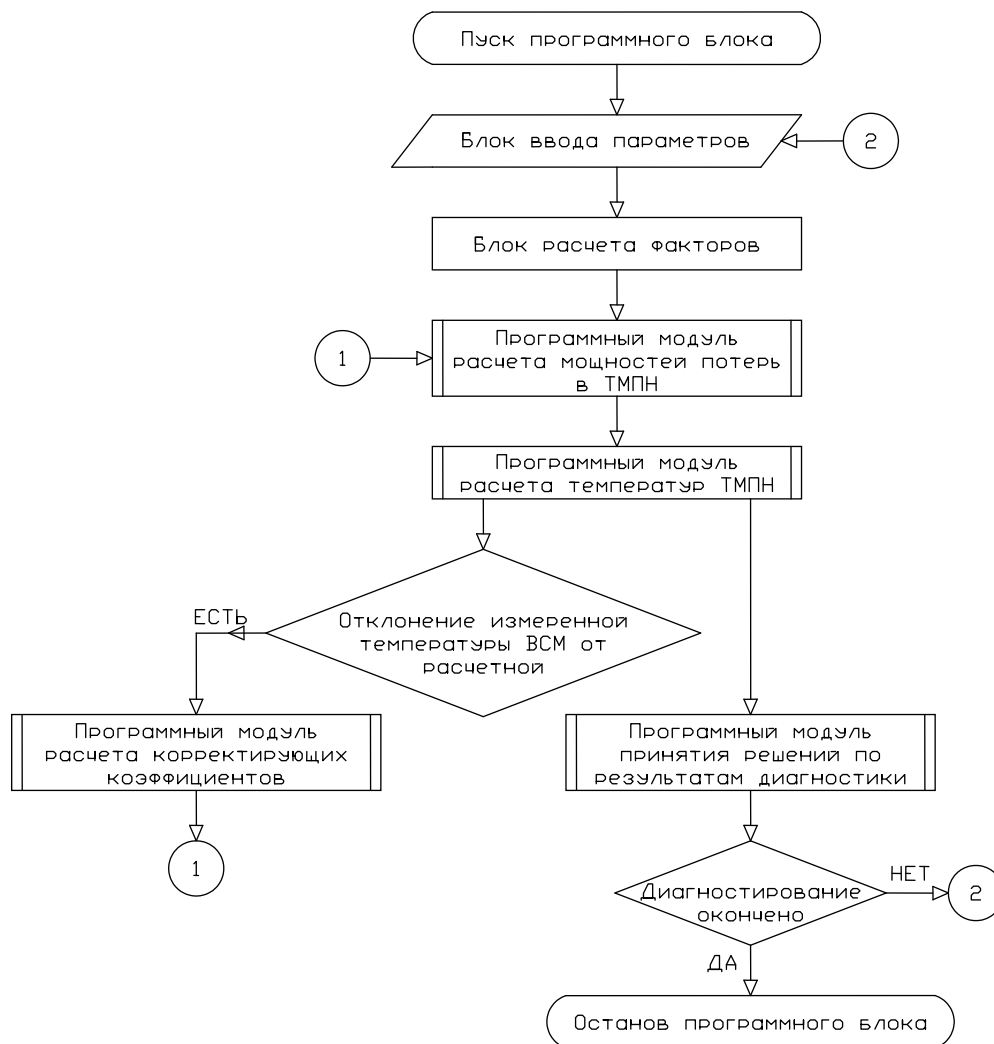 Пуск программного блока
Блок ввода параметров
2
Блок расчета факторов
Программный модуль
расчета мощностей потерь
в ТМПН
1
Программный модуль
расчета температур ТМПН
Отклонение измеренной
температуры ВСМ от
расчетной
ЕСТЬ
Программный модуль
расчета корректирующих
коэффициентов
1
Программный модуль
принятия решений по
результатам диагностики
Диагностирование
окончено
НЕТ
2
ДА
Останов программного блока